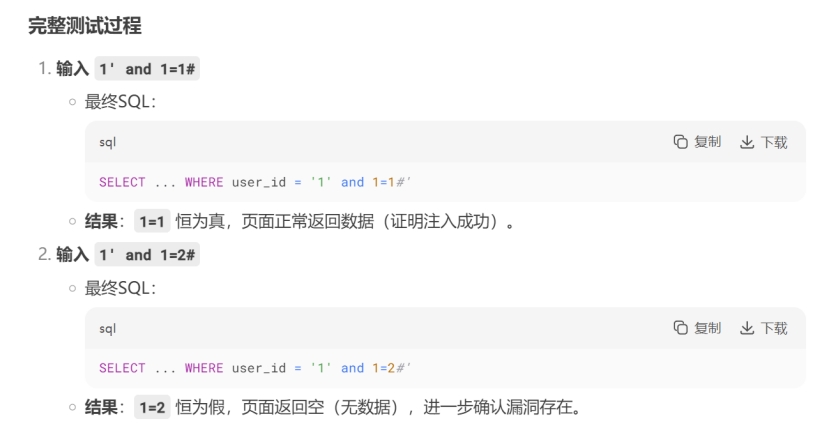 完整测试过程
1. 输入 1' and 1=1#
最终SQL：
sql 复制 下载
SELECT ... WHERE user_id = '1' and 1=1#'
结果： 1=1 恒为真，页面正常返回数据（证明注入成功）。
2. 输入 1' and 1=2#
最终SQL：
sql 复制 下载
SELECT ... WHERE user_id = '1' and 1=2#'
结果： 1=2 恒为假，页面返回空（无数据），进一步确认漏洞存在。